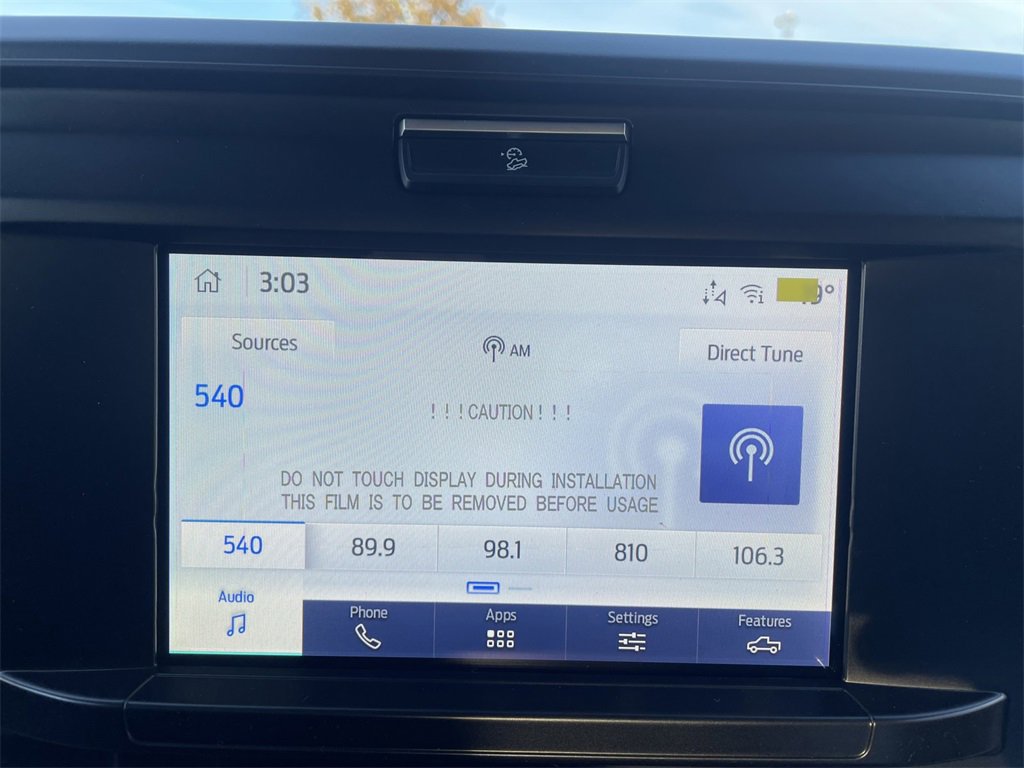 3:03
Sources
AM
Direct Tune
540
!!!CAUTION!!!
DO NOT TOUCH DISPLAY DURING INSTALLATION
THIS FILM IS TO BE REMOVED BEFORE USAGE
540 89.9 98.1 810 106.3
Audio Phone Apps Settings Features